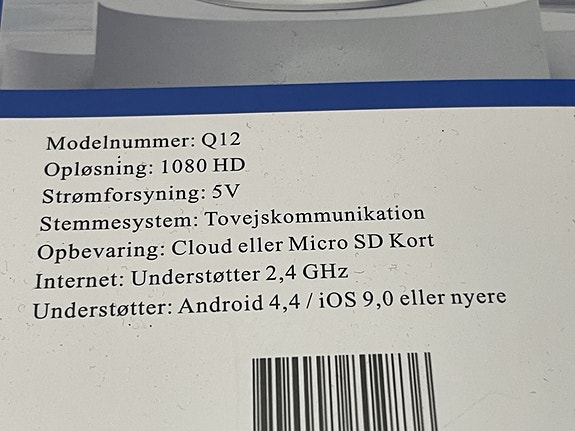 Modelnummer: Q12
Opløsning: 1080 HD
Strømforsyning: 5V
Stemmesystem: Tovejskommunikation
Opbevaring: Cloud eller Micro SD Kort
Internet: Understøtter 2,4 GHz
Understøtter: Android 4,4 / iOS 9,0 eller nyere